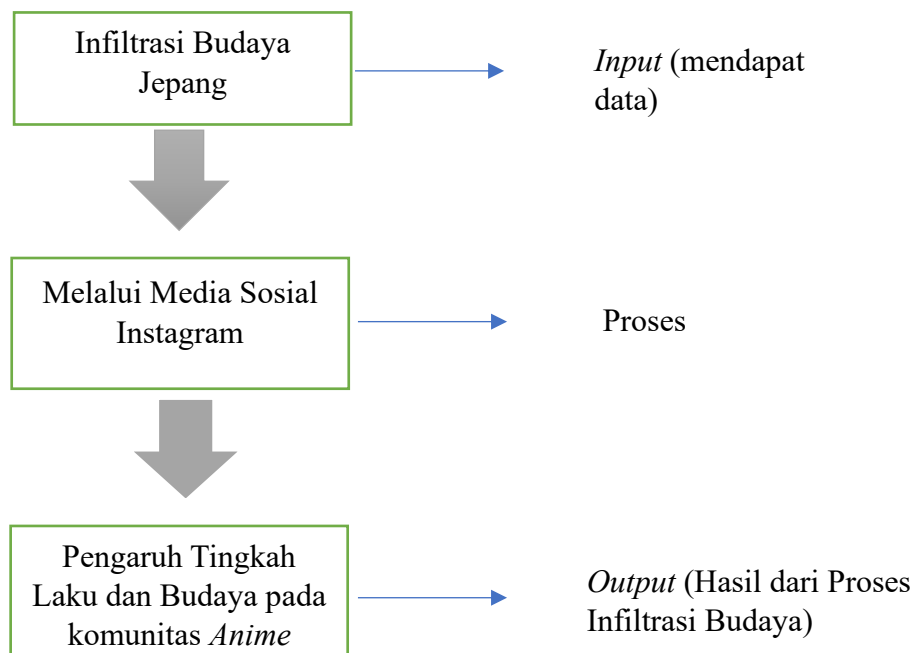 Infiltrasi Budaya
Jepang
Input (mendapat
data)
Melalui Media Sosial
Instagram
Proses
Pengaruh Tingkah
Laku dan Budaya pada
komunitas Anime
Output (Hasil dari Proses
Infiltrasi Budaya)